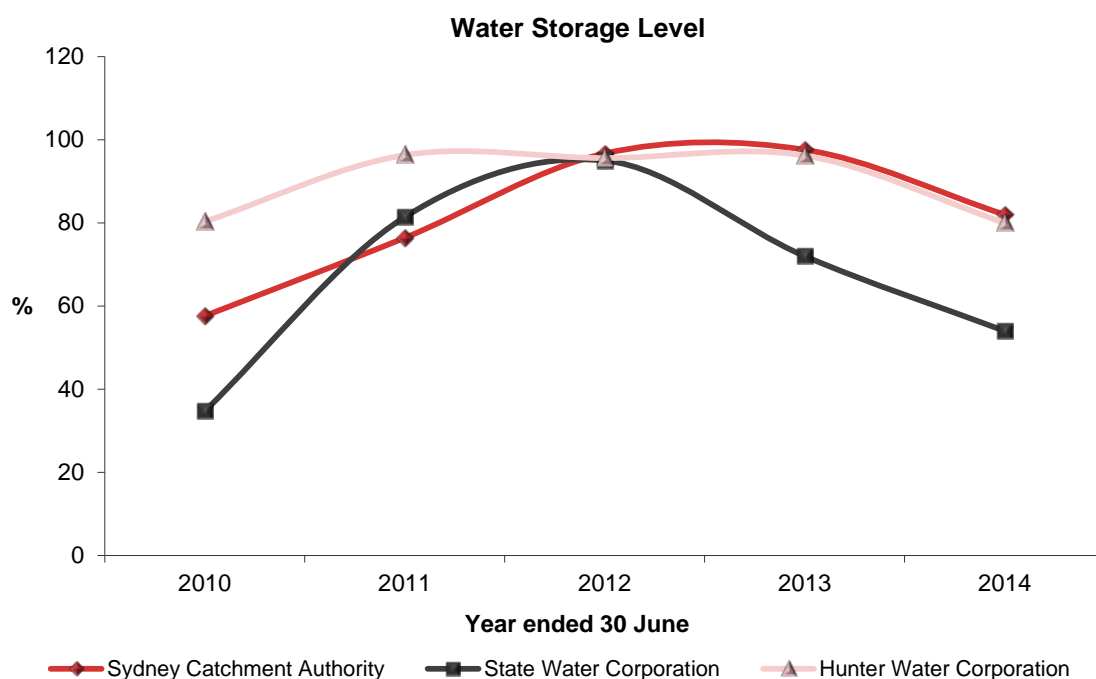 Water Storage Level
120
100
80
60
40
20
0
%
2010 2011 2012 2013 2014
Year ended 30 June
Sydney Catchment Authority State Water Corporation Hunter Water Corporation